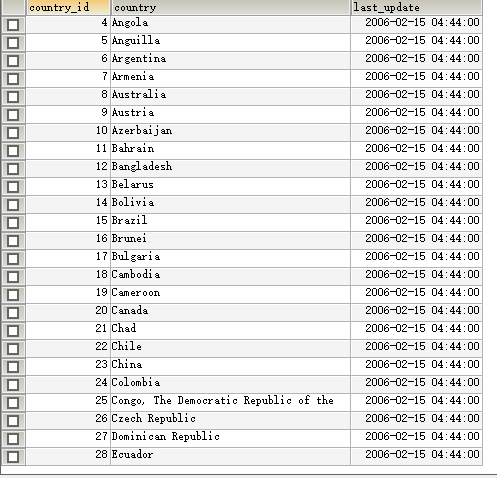 country_id country last_update
4 Angola 2006-02-15 04:44:00
5 Anguilla 2006-02-15 04:44:00
6 Argentina 2006-02-15 04:44:00
7 Armenia 2006-02-15 04:44:00
8 Australia 2006-02-15 04:44:00
9 Austria 2006-02-15 04:44:00
10 Azerbaijan 2006-02-15 04:44:00
11 Bahrain 2006-02-15 04:44:00
12 Bangladesh 2006-02-15 04:44:00
13 Belarus 2006-02-15 04:44:00
14 Bolivia 2006-02-15 04:44:00
15 Brazil 2006-02-15 04:44:00
16 Brunei 2006-02-15 04:44:00
17 Bulgaria 2006-02-15 04:44:00
18 Cambodia 2006-02-15 04:44:00
19 Cameroon 2006-02-15 04:44:00
20 Canada 2006-02-15 04:44:00
21 Chad 2006-02-15 04:44:00
22 Chile 2006-02-15 04:44:00
23 China 2006-02-15 04:44:00
24 Colombia 2006-02-15 04:44:00
25 Congo, The Democratic Republic of the 2006-02-15 04:44:00
26 Czech Republic 2006-02-15 04:44:00
27 Dominican Republic 2006-02-15 04:44:00
28 Ecuador 2006-02-15 04:44:00